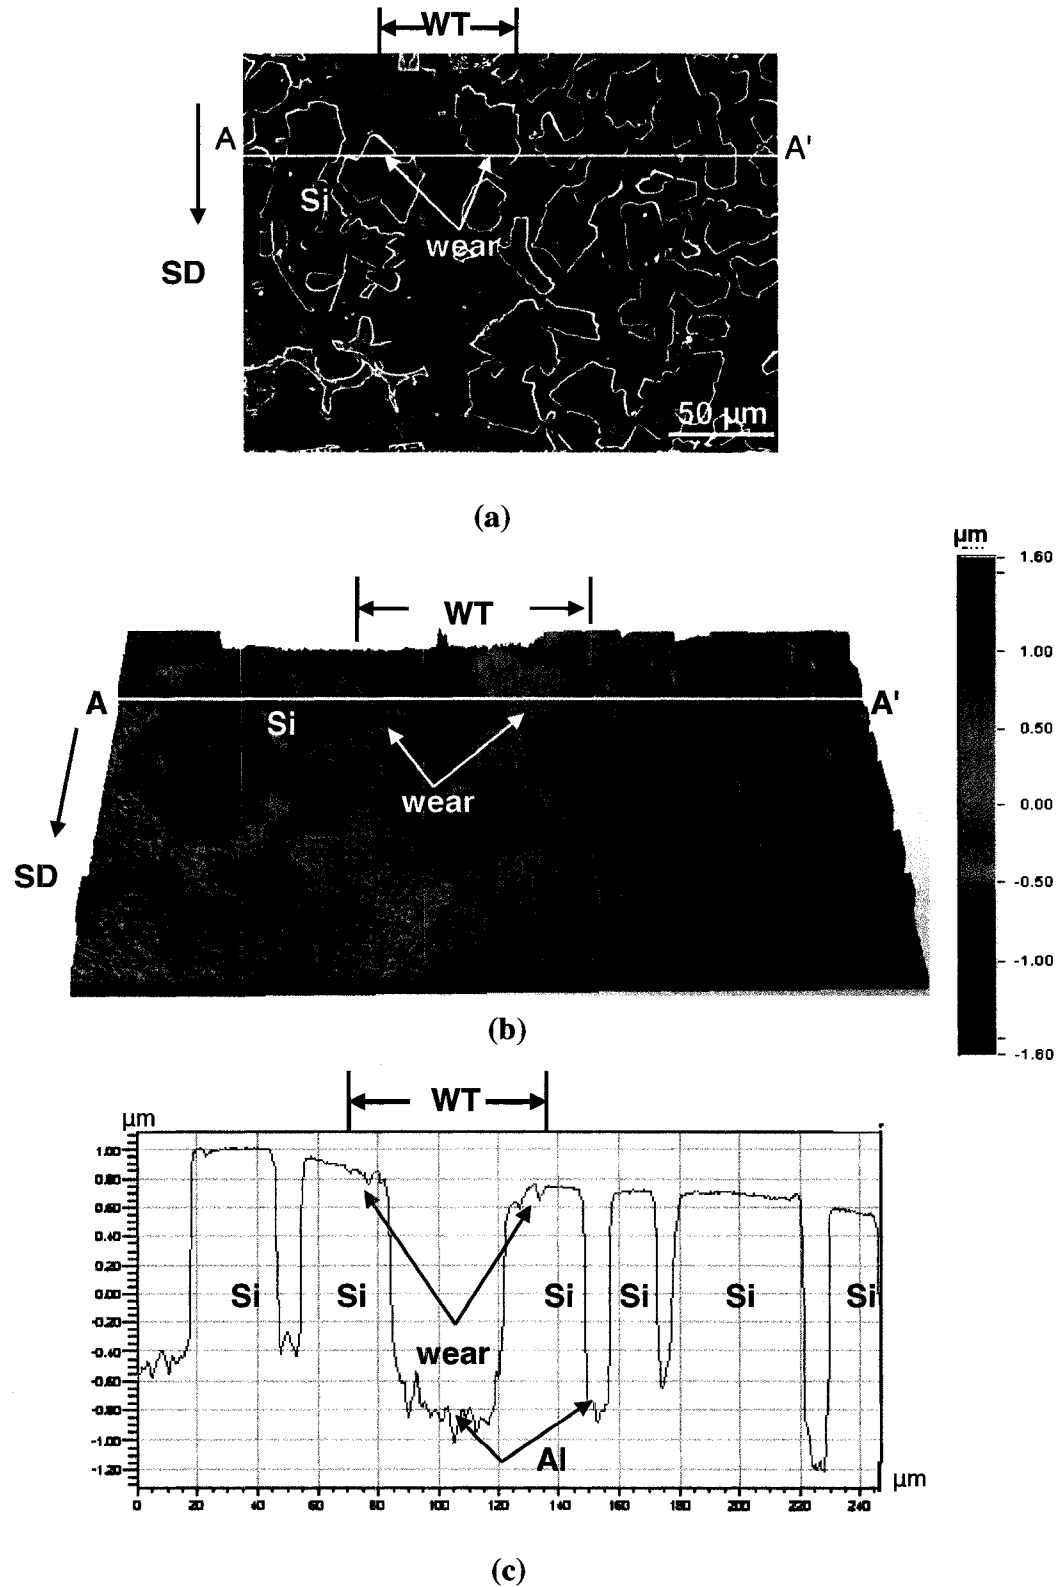 WT
A A'
Si
wear
SD
50 µm
(a)
µm
1.60
WT
1.00
A A'
Si
0.50
wear
0.00
SD
-0.50
-1.00
(b)
-1.60
WT
µm
1.00
0.80
0.60
0.40
0.20
0.00
Si Si Si Si Si Si
-0.20
-0.40
wear
-0.60
-0.80
-1.00
Al
-1.20
µm
0 20 40 60 80 100 120 140 160 180 200 220 240
(c)